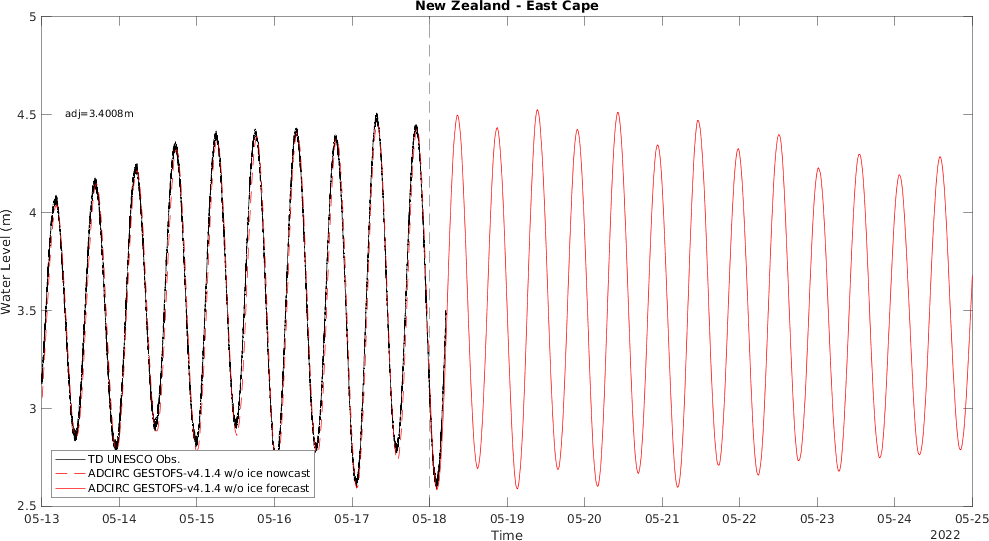 New Zealand - East Cape
5
adj=3.4008m
4.5
4
3.5
3
2.5
Water Level (m)
TD UNESCO Obs.
ADCIRC GESTOFS-v4.1.4 w/o ice nowcast
ADCIRC GESTOFS-v4.1.4 w/o ice forecast
05-13 05-14 05-15 05-16 05-17 05-18 05-19 05-20 05-21 05-22 05-23 05-24 05-25
Time
2022